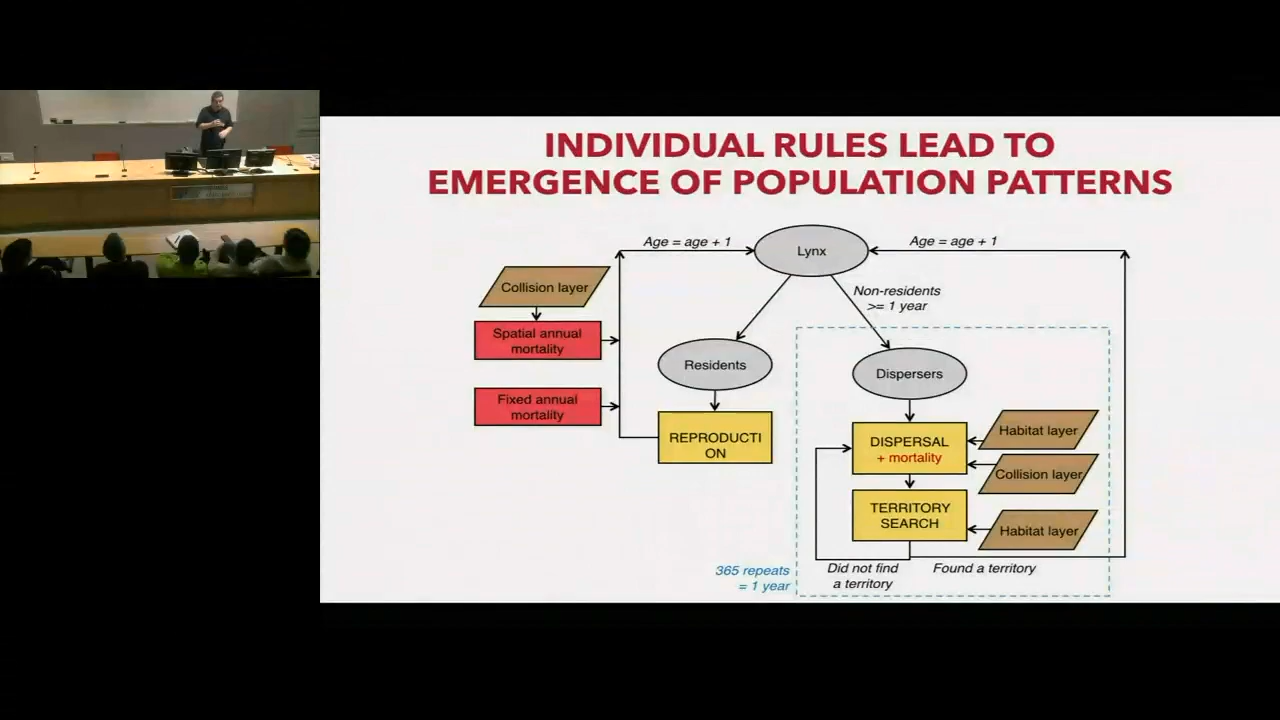 INDIVIDUAL RULES LEAD TO
EMERGENCE OF POPULATION PATTERNS
Age = age + 1
Lynx
Age = age + 1
Collision layer
Non-residents
>= 1 year
Spatial annual
mortality
Residents
Dispersers
Fixed annual
mortality
REPRODUCTI
ON
DISPERSAL
+ mortality
Habitat layer
Collision layer
TERRITORY
SEARCH
Habitat layer
365 repeats
= 1 year
Did not find
a territory
Found a territory